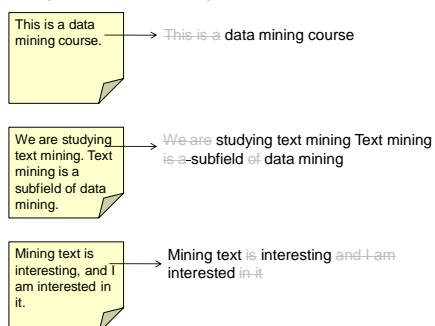 This is a data
mining course.
This is a data mining course
We are studying
text mining. Text
mining is a
subfield of data
mining.
We are studying text mining Text mining
is a subfield of data mining
Mining text is
interesting, and I
am interested in
it.
Mining text is interesting and I am
interested in it